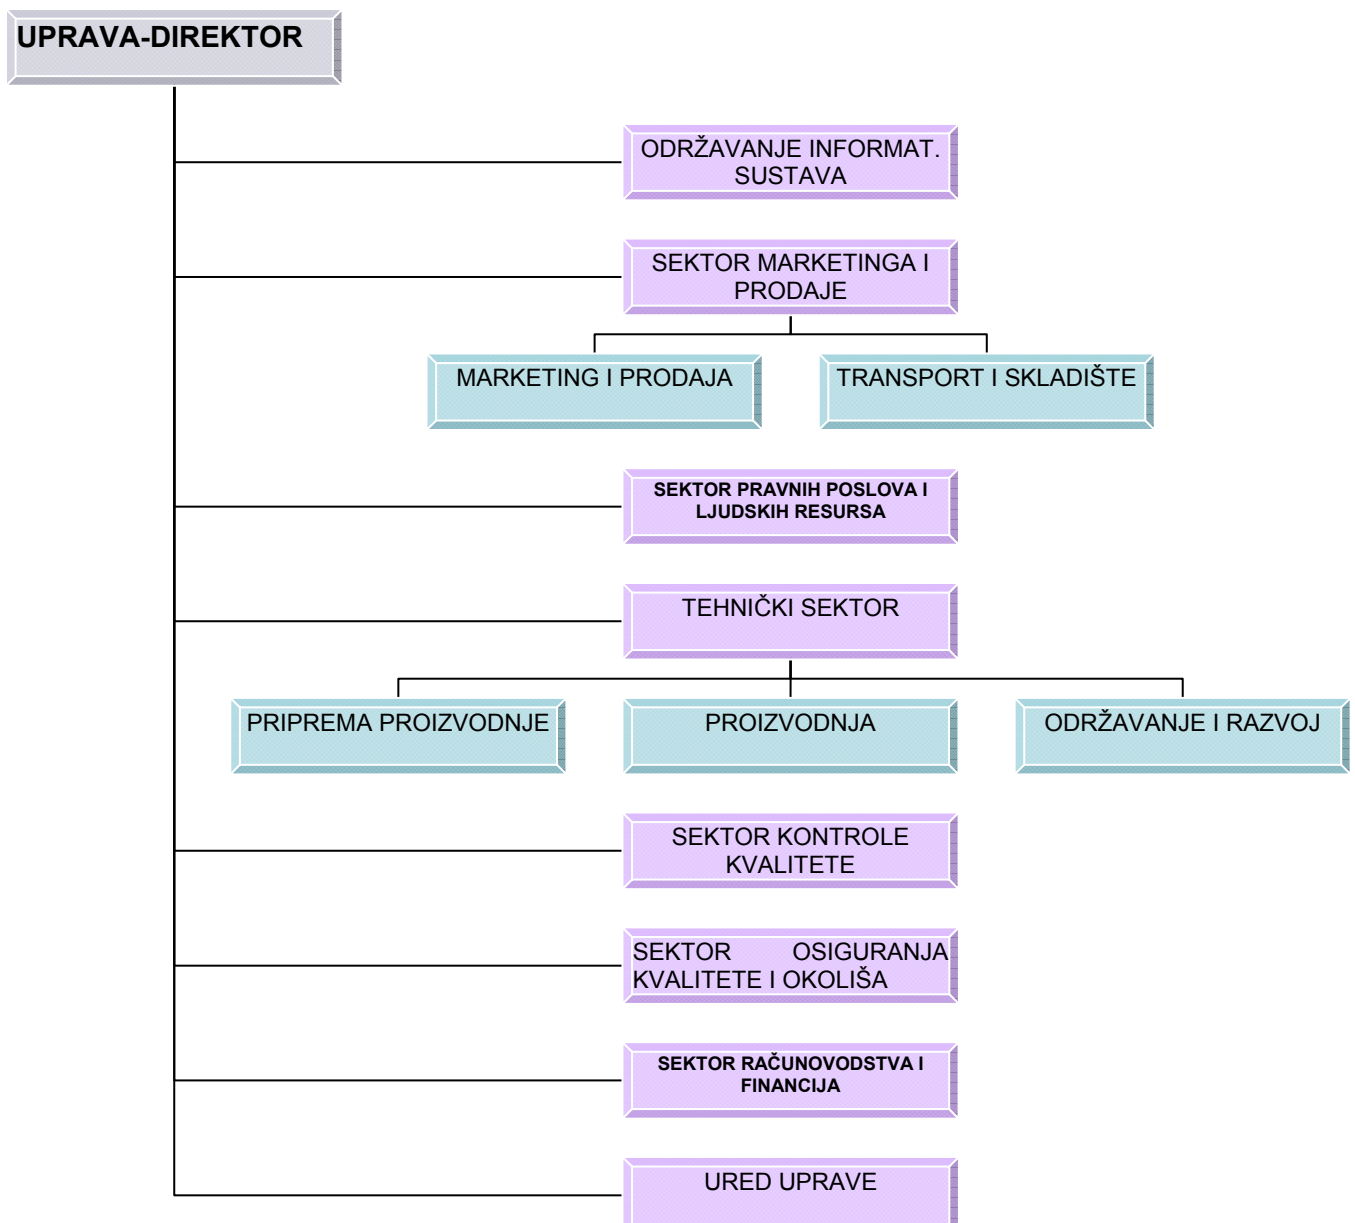 UPRAVA-DIREKTOR
ODRŽAVANJE INFORMAT.
SUSTAVA
SEKTOR MARKETINGA I
PRODAJE
MARKETING I PRODAJA
TRANSPORT I SKLADIŠTE
SEKTOR PRAVNIH POSLOVA I
LJUDSKIH RESURSA
TEHNIČKI SEKTOR
PRIPREMA PROIZVODNJE
PROIZVODNJA
ODRŽAVANJE I RAZVOJ
SEKTOR KONTROLE
KVALITETE
SEKTOR OSIGURANJA
KVALITETE I OKOLIŠA
SEKTOR RAČUNOVODSTVA I
FINANCIJA
URED UPRAVE